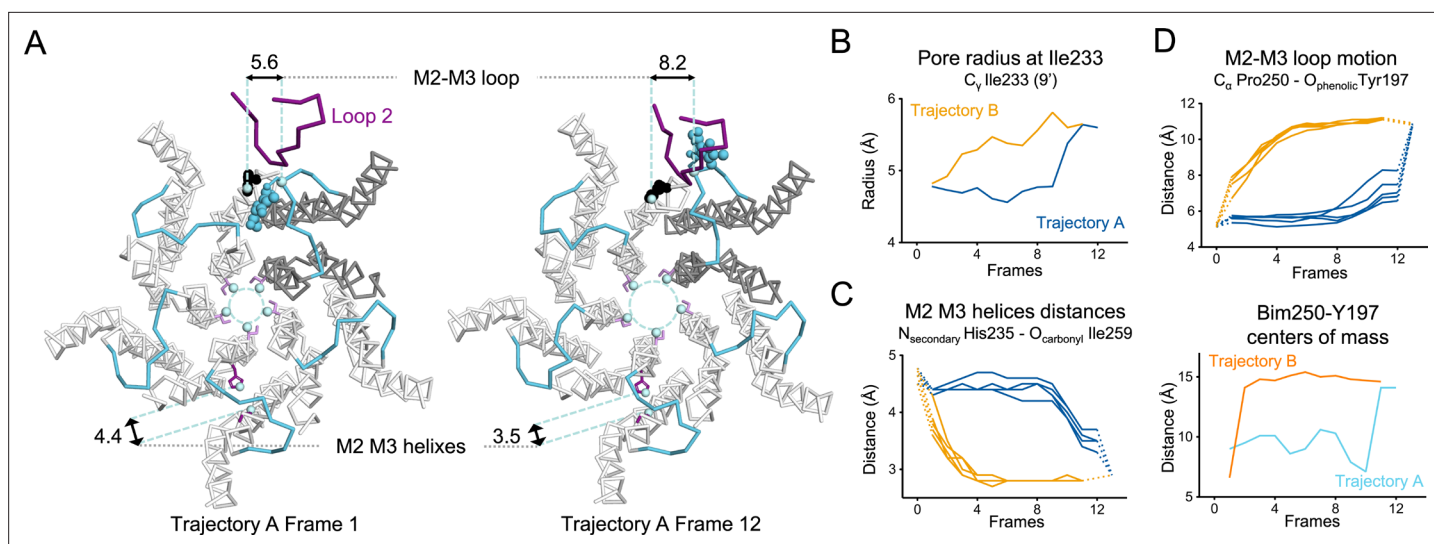 A
5.6
M2-M3 loop
8.2
Loop 2
4.4
M2 M3 helixes
3.5
Trajectory A Frame 1
Trajectory A Frame 12
B
Pore radius at Ile233
Cγ Ile233 (9')
Trajectory B
Trajectory A
Radius (Å)
6
5
4
0
4
8
12
Frames
C
M2 M3 helices distances
Nsecondary His235 - Ocarbonyl Ile259
Distance (Å)
5
4
3
0
4
8
12
Frames
D
M2-M3 loop motion
Cα Pro250 - Ophenolic Tyr197
Distance (Å)
12
10
8
6
4
0
4
8
12
Frames
Bim250-Y197
centers of mass
Trajectory B
Trajectory A
Distance (Å)
15
10
5
0
4
8
12
Frames